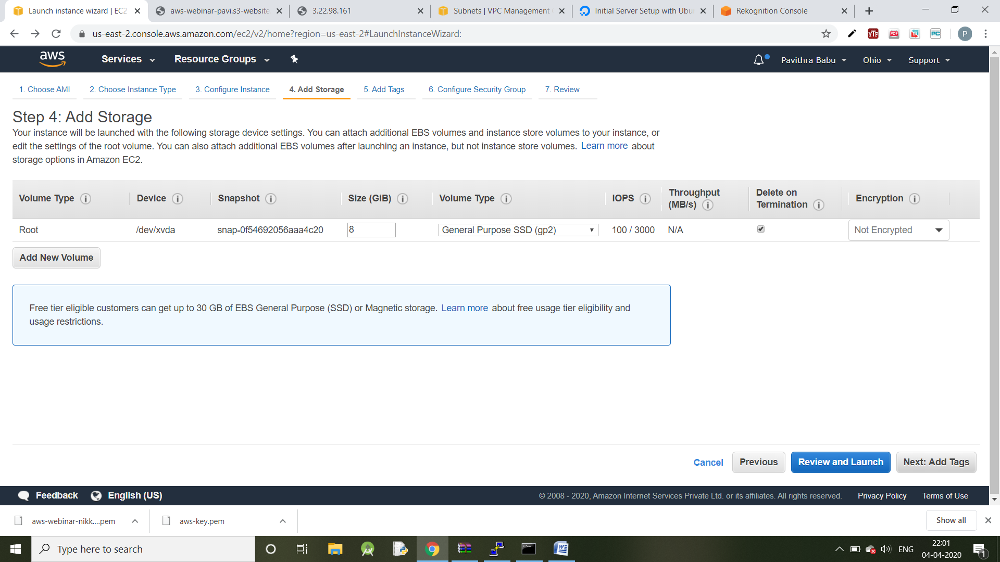 Launch instance wizard | EC2
aws-webinar-pavi.s3-website
3.22.98.161
Subnets | VPC Management
Initial Server Setup with Ubu
Rekognition Console
us-east-2.console.aws.amazon.com/ec2/v2/home?region=us-east-2#LaunchInstanceWizard:
YTF
PDF
PC
P
aws
Services
Resource Groups
Pavithra Babu
Ohio
Support
1. Choose AMI
2. Choose Instance Type
3. Configure Instance
4. Add Storage
5. Add Tags
6. Configure Security Group
7. Review
Step 4: Add Storage
Your instance will be launched with the following storage device settings. You can attach additional EBS volumes and instance store volumes to your instance, or
edit the settings of the root volume. You can also attach additional EBS volumes after launching an instance, but not instance store volumes. Learn more about
storage options in Amazon EC2.
Volume Type i
Device i
Snapshot i
Size (GiB) i
Volume Type i
IOPS i
Throughput
(MB/s) i
Delete on
Termination i
Encryption i
Root
/dev/xvda
snap-0f54692056aaa4c20
8
General Purpose SSD (gp2)
100 / 3000
N/A
Not Encrypted
Add New Volume
Free tier eligible customers can get up to 30 GB of EBS General Purpose (SSD) or Magnetic storage. Learn more about free usage tier eligibility and
usage restrictions.
Cancel
Previous
Review and Launch
Next: Add Tags
Feedback
English (US)
© 2008 - 2020, Amazon Internet Services Private Ltd. or its affiliates. All rights reserved.
Privacy Policy
Terms of Use
aws-webinar-nikk....pem
aws-key.pem
Show all
Type here to search
ENG
22:01
04-04-2020
1